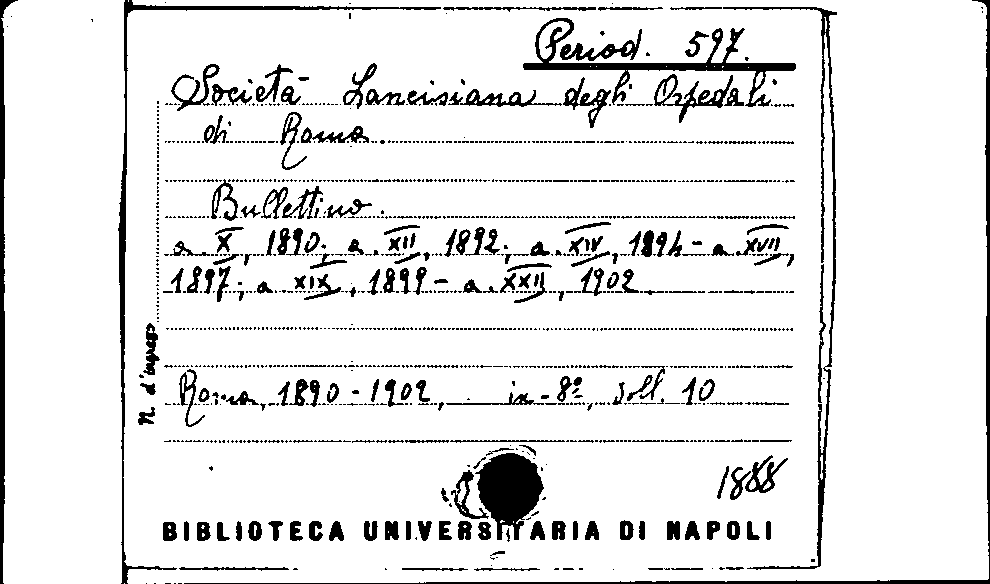 Period. 597.
Società Lancisiana degli Ospedali
di Roma.
Bullettino.
a. X, 1890; a. XII, 1892; a. XIV, 1894 - a. XVII,
1897; a. XIX, 1899 - a. XXII, 1902.
N. d'ingresso
Roma, 1890 - 1902, in - 8º, voll. 10
1888
BIBLIOTECA UNIVERSITARIA DI NAPOLI